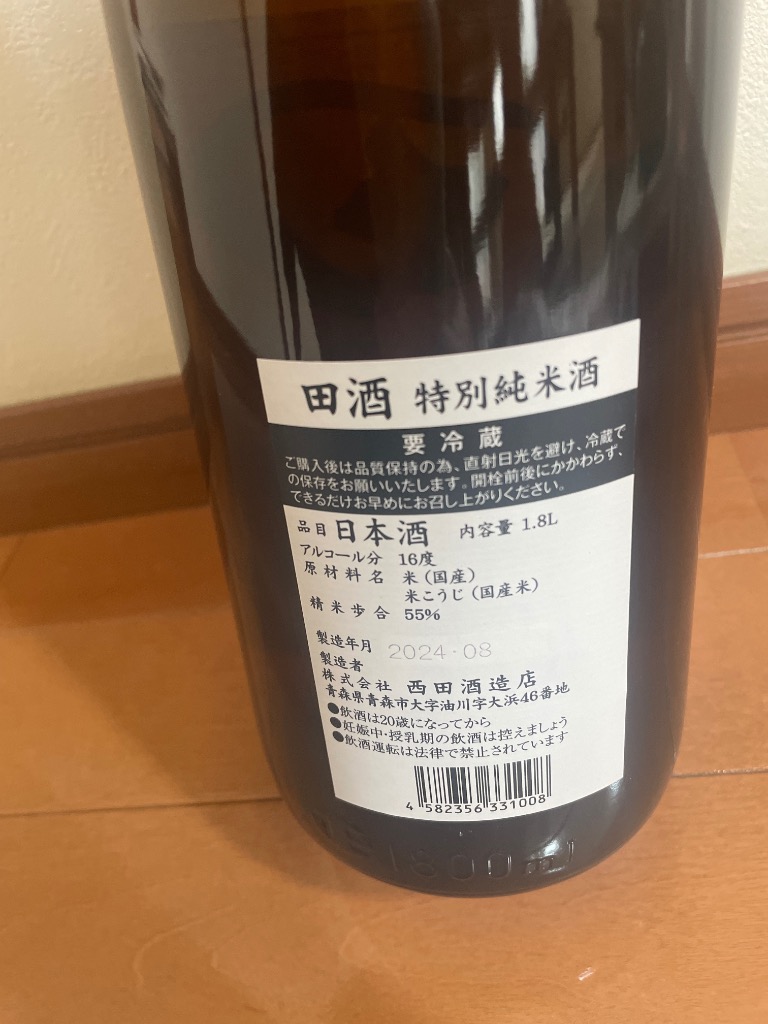 田酒 特別純米酒
要冷蔵
ご購入後は品質保持の為、直射日光を避け、冷蔵で
の保存をお願いいたします。開栓前後にかかわらず、
できるだけお早めにお召し上がりください。
品目 日本酒 内容量 1.8L
アルコール分 16度
原材料名 米(国産)
米こうじ(国産米)
精米歩合 55%
製造年月 2024.08
製造者
株式会社 西田酒造店
青森県青森市大字油川字大浜46番地
●飲酒は20歳になってから
●妊娠中・授乳期の飲酒は控えましょう
●飲酒運転は法律で禁止されています
4 582356 331008
1800ml